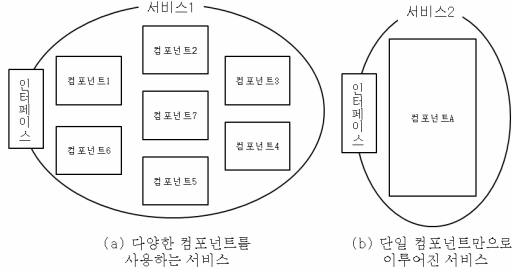 서비스1
컴포넌트1
컴포넌트2
컴포넌트3
컴포넌트6
컴포넌트7
컴포넌트4
컴포넌트5
인터페이스
(a) 다양한 컴포넌트를
사용하는 서비스
서비스2
인터페이스
컴포넌트A
(b) 단일 컴포넌트만으로
이루어진 서비스